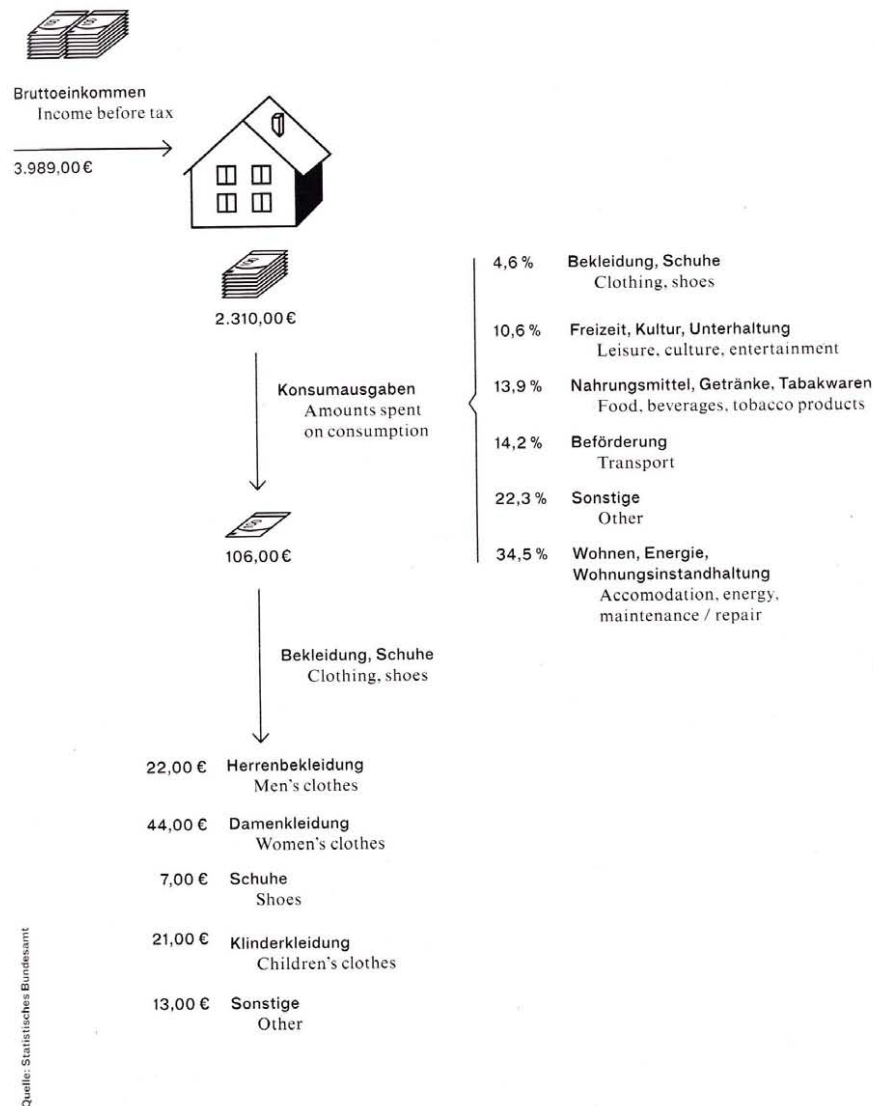 Bruttoeinkommen
Income before tax
3.989,00 €
2.310,00 €
Konsumausgaben
Amounts spent
on consumption
4,6 % Bekleidung, Schuhe
Clothing, shoes
10,6 % Freizeit, Kultur, Unterhaltung
Leisure, culture, entertainment
13,9 % Nahrungsmittel, Getränke, Tabakwaren
Food, beverages, tobacco products
14,2 % Beförderung
Transport
22,3 % Sonstige
Other
34,5 % Wohnen, Energie,
Wohnungsinstandhaltung
Accomodation, energy,
maintenance / repair
106,00 €
Bekleidung, Schuhe
Clothing, shoes
22,00 € Herrenbekleidung
Men's clothes
44,00 € Damenkleidung
Women's clothes
7,00 € Schuhe
Shoes
21,00 € Klinderkleidung
Children's clothes
13,00 € Sonstige
Other
Quelle: Statistisches Bundesamt